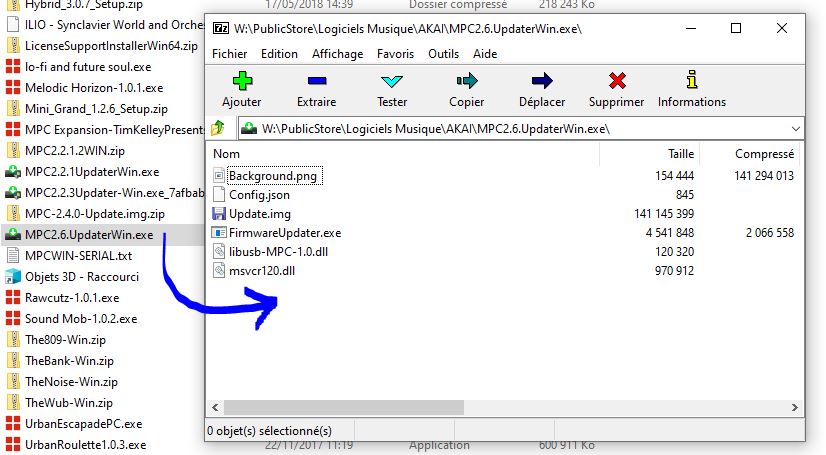 Hybrid_3.0.7_Setup.zip 17/05/2018 14:39 Dossier compressé 218 243 Ko
ILIO - Synclavier World and Orches
LicenseSupportInstallerWin64.zip
lo-fi and future soul.exe
Melodic Horizon-1.0.1.exe
Mini_Grand_1.2.6_Setup.zip
MPC Expansion-TimKelleyPresents
MPC2.2.1.2WIN.zip
MPC2.2.1UpdaterWin.exe
MPC2.2.3Updater-Win.exe_7afbab
MPC-2.4.0-Update.img.zip
MPC2.6.UpdaterWin.exe
MPCWIN-SERIAL.txt
Objets 3D - Raccourci
Rawcutz-1.0.1.exe
Sound Mob-1.0.2.exe
The809-Win.zip
TheBank-Win.zip
TheNoise-Win.zip
TheWub-Win.zip
UrbanEscapadePC.exe
UrbanRoulette1.0.3.exe 22/11/2017 11:19 Application 600 911 Ko
7z W:\PublicStore\Logiciels Musique\AKAI\MPC2.6.UpdaterWin.exe\
Fichier Edition Affichage Favoris Outils Aide
Ajouter Extraire Tester Copier Déplacer Supprimer Informations
W:\PublicStore\Logiciels Musique\AKAI\MPC2.6.UpdaterWin.exe\
Nom Taille Compressé
Background.png 154 444 141 294 013
Config.json 845
Update.img 141 145 399
FirmwareUpdater.exe 4 541 848 2 066 558
libusb-MPC-1.0.dll 120 320
msvcr120.dll 970 912
0 objet(s) sélectionné(s)